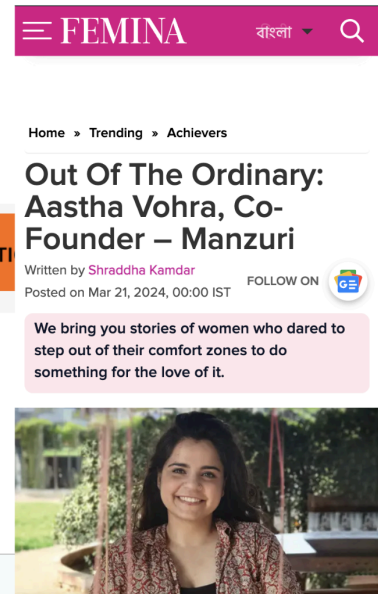 FEMINA
বাংলা
Home » Trending » Achievers
Out Of The Ordinary:
Aastha Vohra, Co-
Founder – Manzuri
Written by Shraddha Kamdar
FOLLOW ON
GE
Posted on Mar 21, 2024, 00:00 IST
TI
We bring you stories of women who dared to
step out of their comfort zones to do
something for the love of it.